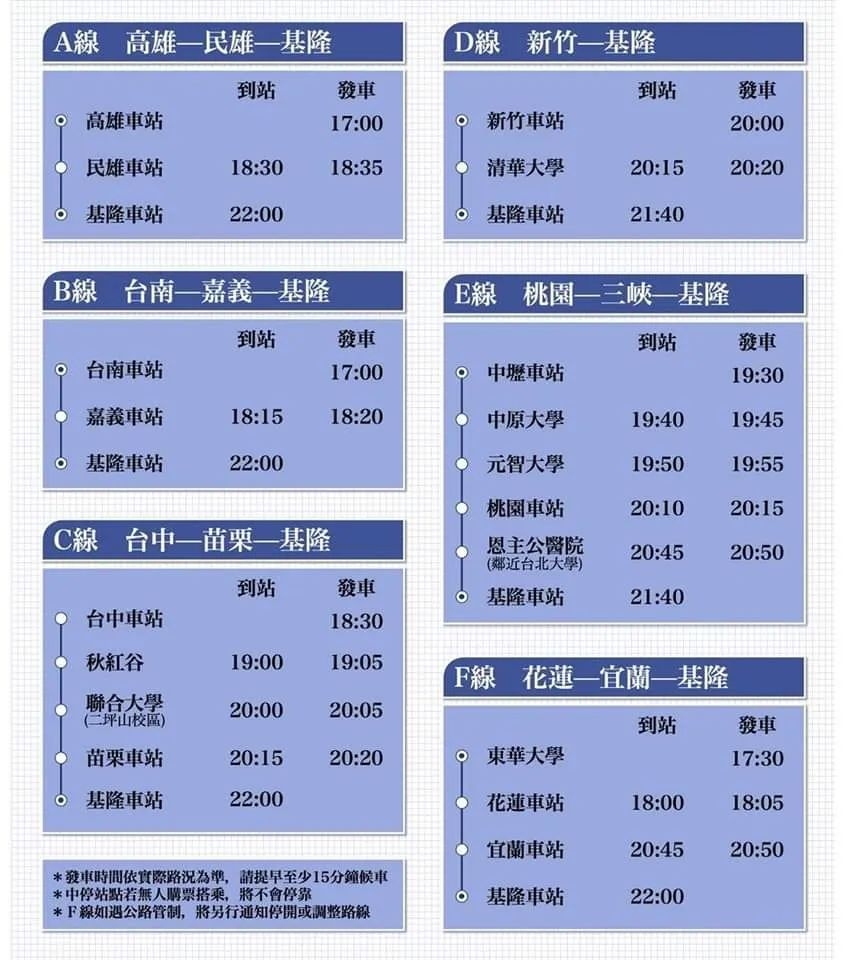 A線 高雄—民雄—基隆
到站 發車
高雄車站 17:00
民雄車站 18:30 18:35
基隆車站 22:00
B線 台南—嘉義—基隆
到站 發車
台南車站 17:00
嘉義車站 18:15 18:20
基隆車站 22:00
C線 台中—苗栗—基隆
到站 發車
台中車站 18:30
秋紅谷 19:00 19:05
聯合大學 20:00 20:05
(二坪山校區)
苗栗車站 20:15 20:20
基隆車站 22:00
＊發車時間依實際路況為準，請提早至少15分鐘候車
＊中停站點若無人購票搭乘，將不會停靠
＊F線如遇公路管制，將另行通知停開或調整路線
D線 新竹—基隆
到站 發車
新竹車站 20:00
清華大學 20:15 20:20
基隆車站 21:40
E線 桃園—三峽—基隆
到站 發車
中壢車站 19:30
中原大學 19:40 19:45
元智大學 19:50 19:55
桃園車站 20:10 20:15
恩主公醫院 20:45 20:50
(鄰近台北大學)
基隆車站 21:40
F線 花蓮—宜蘭—基隆
到站 發車
東華大學 17:30
花蓮車站 18:00 18:05
宜蘭車站 20:45 20:50
基隆車站 22:00